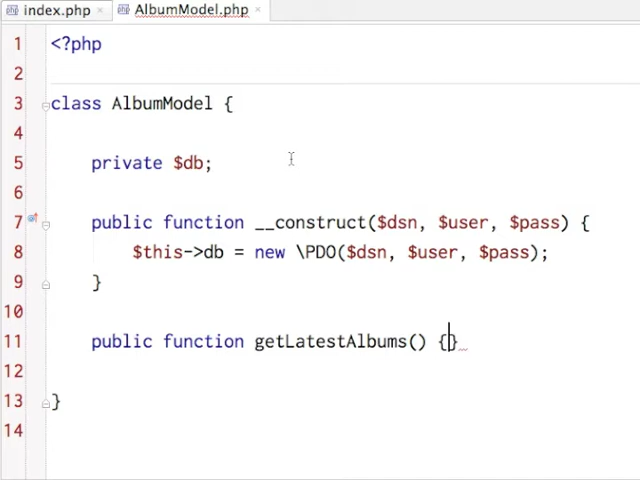 index.php × AlbumModel.php ×
1 <?php
2
3 class AlbumModel {
4
5 private $db;
6
7 public function __construct($dsn, $user, $pass) {
8 $this->db = new \PDO($dsn, $user, $pass);
9 }
10
11 public function getLatestAlbums() {}
12
13 }
14